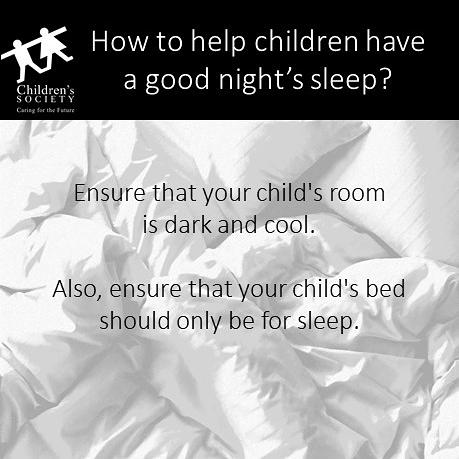 How to help children have
a good night’s sleep?
Children's
SOCIETY
Caring for the Future
Ensure that your child's room
is dark and cool.
Also, ensure that your child's bed
should only be for sleep.